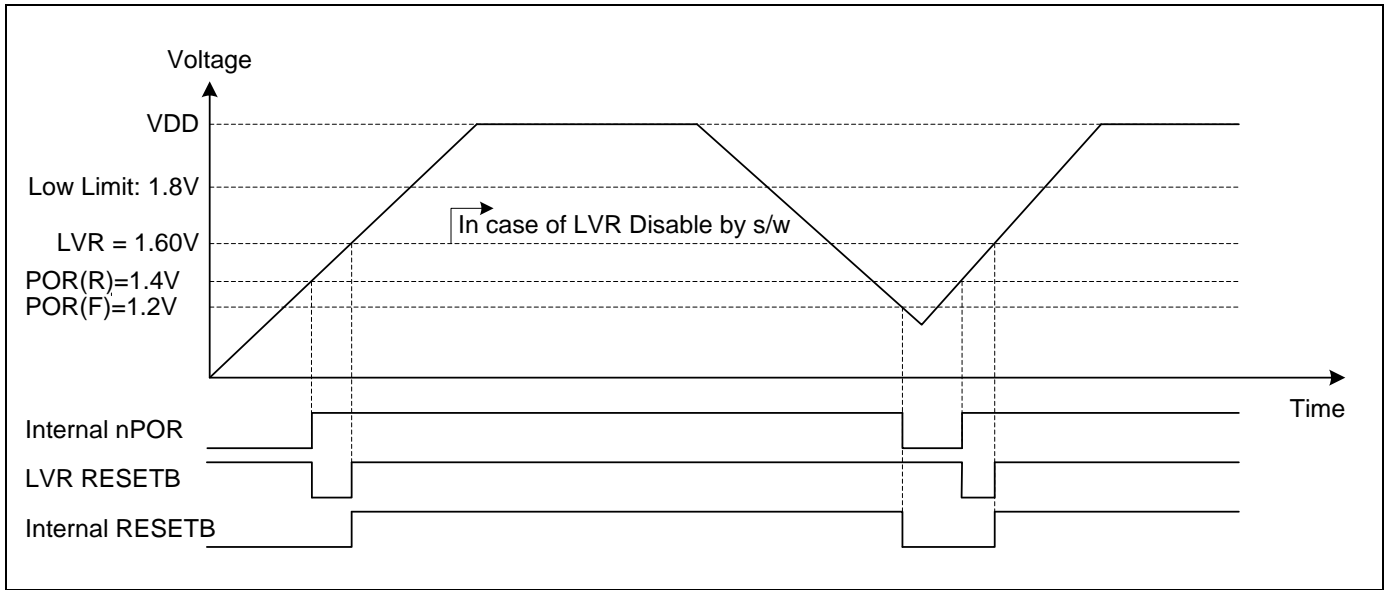 Voltage
VDD
Low Limit: 1.8V
In case of LVR Disable by s/w
LVR = 1.60V
POR(R)=1.4V
POR(F)=1.2V
Time
Internal nPOR
LVR RESETB
Internal RESETB